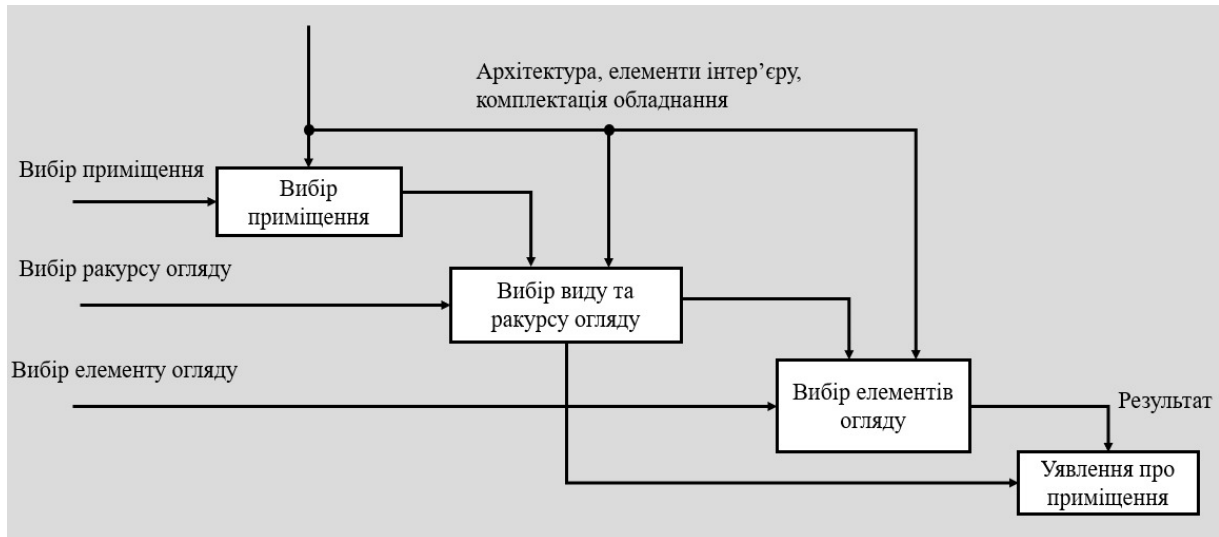 Архітектура, елементи інтер’єру,
комплектація обладнання
Вибір приміщення
Вибір
приміщення
Вибір ракурсу огляду
Вибір виду та
ракурсу огляду
Вибір елементу огляду
Вибір елементів
огляду
Результат
Уявлення про
приміщення